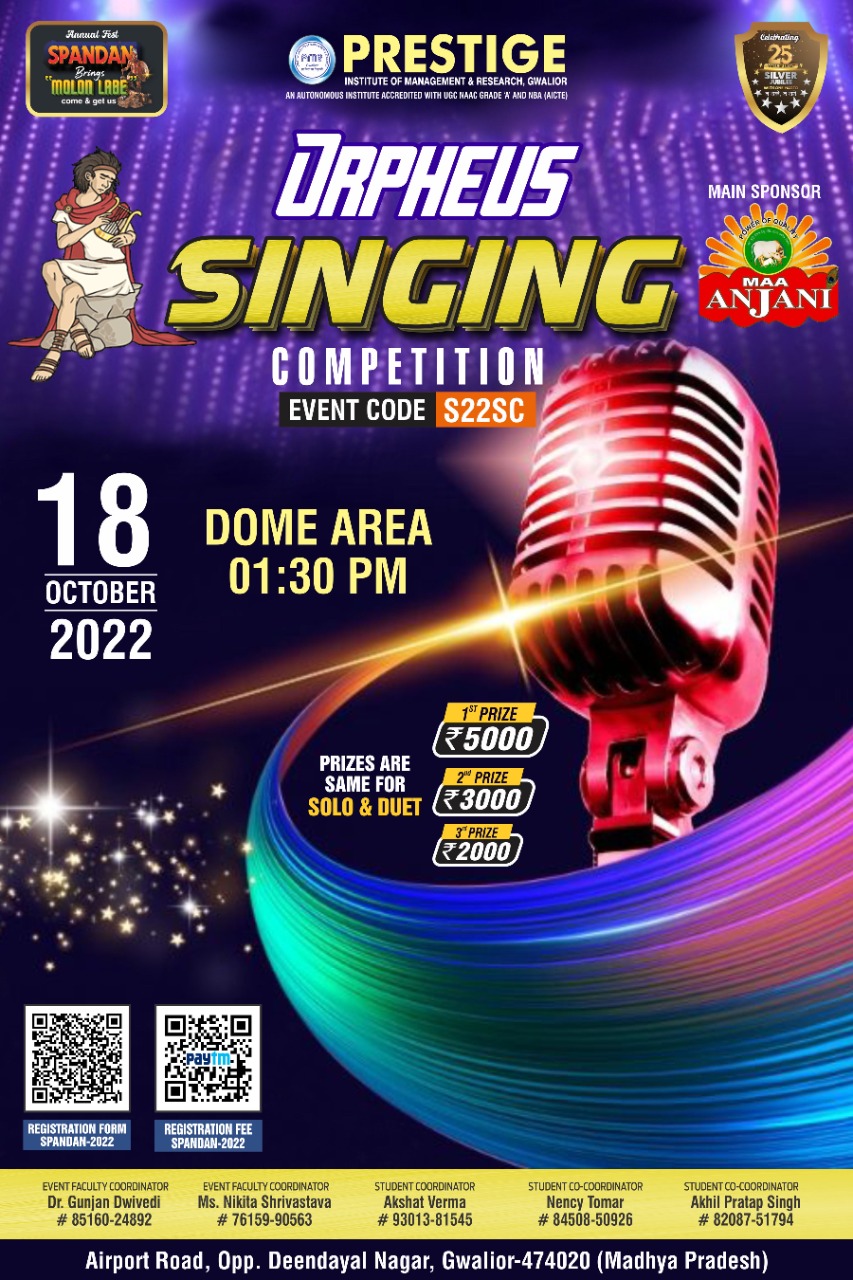 Annual Fest
SPANDAN
Brings
"MOLON LABE"
come & get us
PRESTIGE
INSTITUTE OF MANAGEMENT & RESEARCH, GWALIOR
AN AUTONOMOUS INSTITUTE ACCREDITED WITH UGC NAAC GRADE 'A' AND NBA (AICTE)
Celebrating
25
SILVER
JUBILEE
ORPHEUS
SINGING
COMPETITION
EVENT CODE S22SC
MAIN SPONSOR
POWER OF QUALITY
MAA
ANJANI
18
OCTOBER
2022
DOME AREA
01:30 PM
PRIZES ARE
SAME FOR
SOLO & DUET
1ST PRIZE
₹5000
2nd PRIZE
₹3000
3rd PRIZE
₹2000
paytm
REGISTRATION FORM
SPANDAN-2022
REGISTRATION FEE
SPANDAN-2022
EVENT FACULTY COORDINATOR
Dr. Gunjan Dwivedi
# 85160-24892
EVENT FACULTY COORDINATOR
Ms. Nikita Shrivastava
# 76159-90563
STUDENT COORDINATOR
Akshat Verma
# 93013-81545
STUDENT CO-COORDINATOR
Nency Tomar
# 84508-50926
STUDENT CO-COORDINATOR
Akhil Pratap Singh
# 82087-51794
Airport Road, Opp. Deendayal Nagar, Gwalior-474020 (Madhya Pradesh)